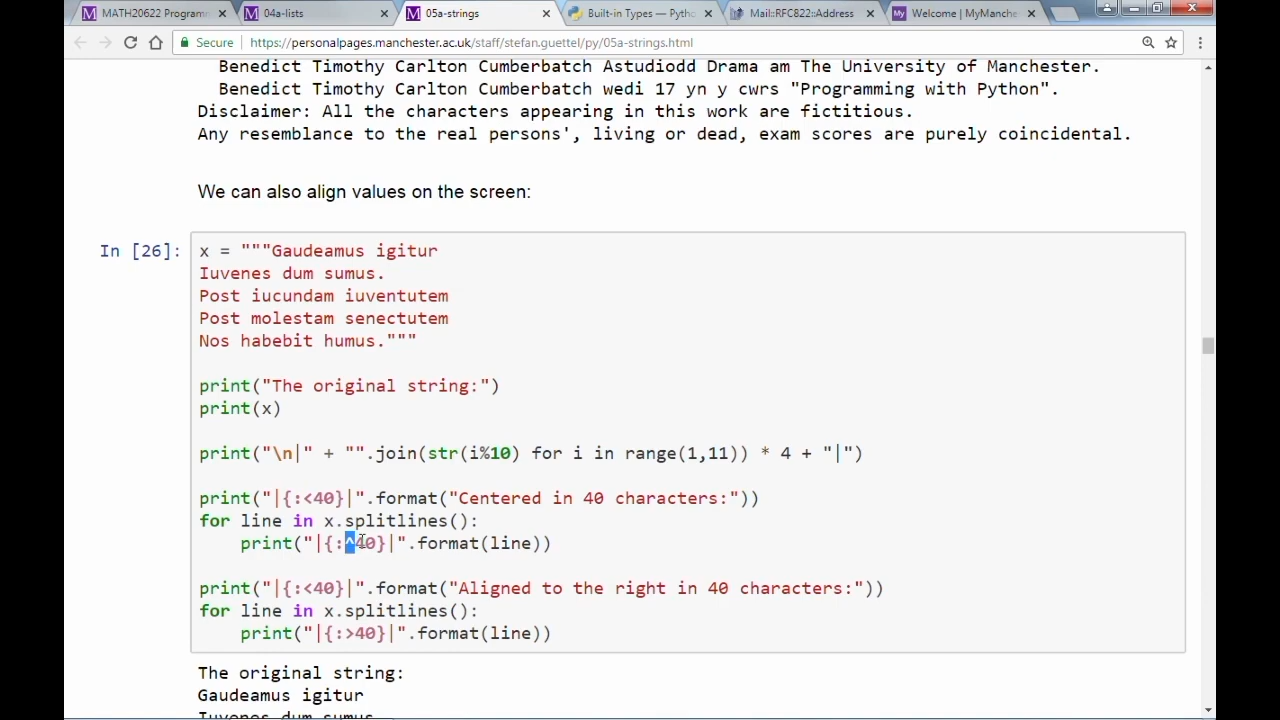 MATH20622 Programm
04a-lists
05a-strings
Built-in Types — Pytho
Mail::RFC822::Address
Welcome | MyManche
Secure
https://personalpages.manchester.ac.uk/staff/stefan.guettel/py/05a-strings.html
Benedict Timothy Carlton Cumberbatch Astudiodd Drama am The University of Manchester.
Benedict Timothy Carlton Cumberbatch wedi 17 yn y cwrs "Programming with Python".
Disclaimer: All the characters appearing in this work are fictitious.
Any resemblance to the real persons', living or dead, exam scores are purely coincidental.
We can also align values on the screen:
In [26]:
x = """Gaudeamus igitur
Iuvenes dum sumus.
Post iucundam iuventutem
Post molestam senectutem
Nos habebit humus."""
print("The original string:")
print(x)
print("\n|" + "".join(str(i%10) for i in range(1,11)) * 4 + "|")
print("|{:<40}|".format("Centered in 40 characters:"))
for line in x.splitlines():
    print("|{:^40}|".format(line))
print("|{:<40}|".format("Aligned to the right in 40 characters:"))
for line in x.splitlines():
    print("|{:>40}|".format(line))
The original string:
Gaudeamus igitur
Iuvenes dum sumus.